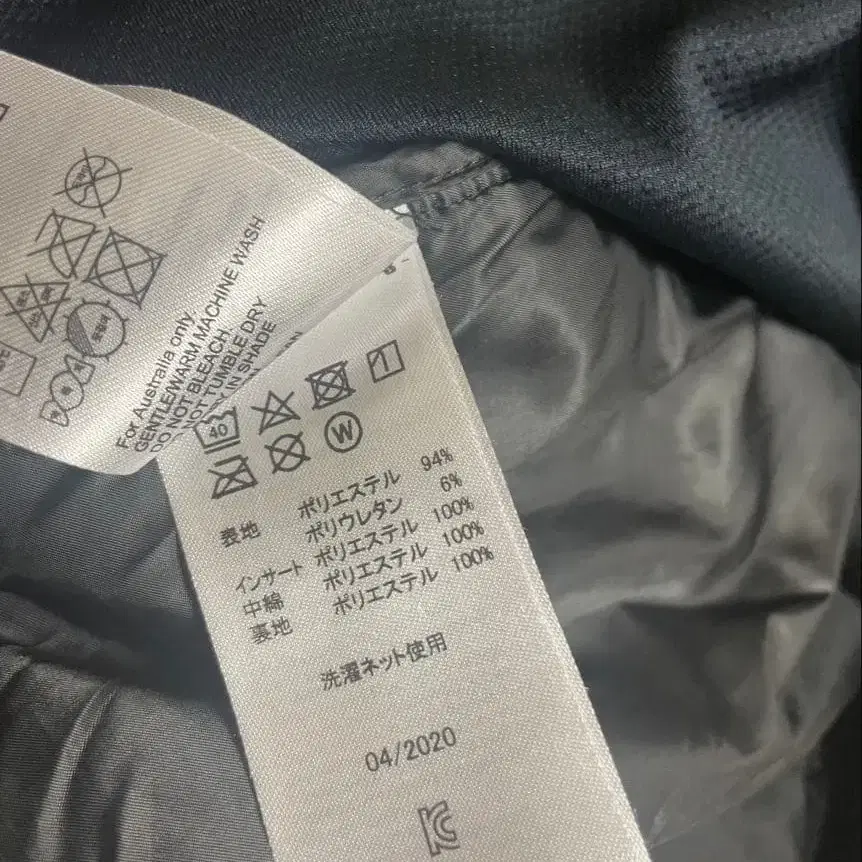 For Australia only
GENTLE/WARM MACHINE WASH
DO NOT BLEACH
NOT TUMBLE DRY
IN SHADE
40
W
表地 ポリエステル 94%
ポリウレタン 6%
インサート ポリエステル 100%
中綿 ポリエステル 100%
裏地 ポリエステル 100%
洗濯ネット使用
04/2020